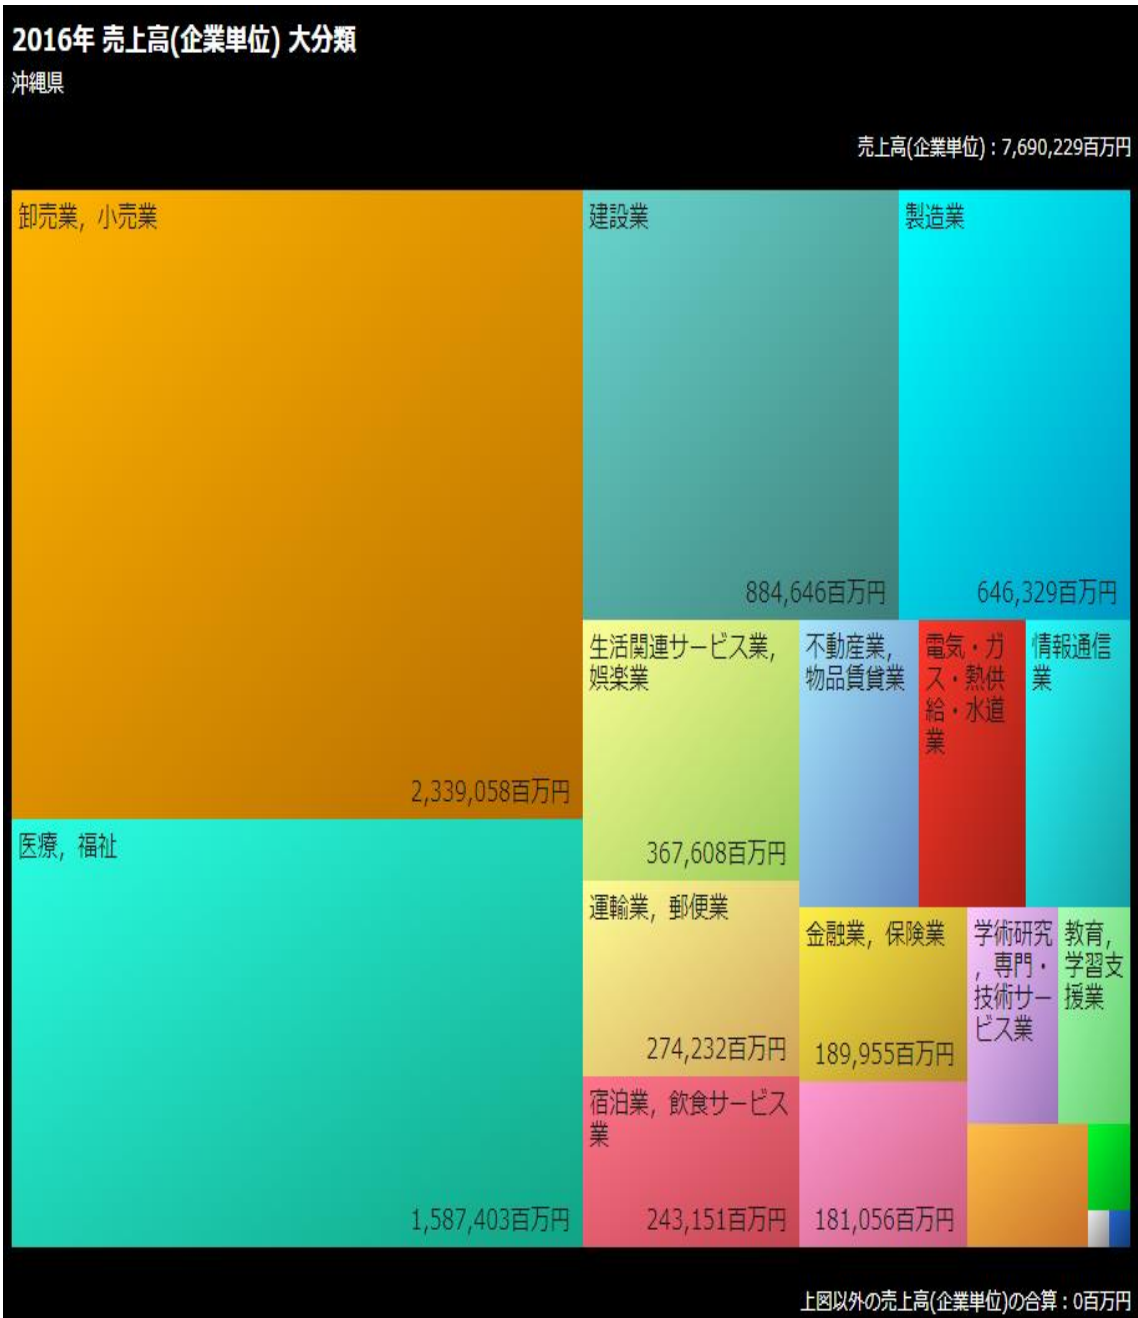 2016年 売上高(企業単位) 大分類
沖縄県
売上高(企業単位) : 7,690,229百万円
卸売業, 小売業
2,339,058百万円
医療, 福祉
1,587,403百万円
建設業
884,646百万円
製造業
646,329百万円
生活関連サービス業,
娯楽業
367,608百万円
運輸業, 郵便業
274,232百万円
宿泊業, 飲食サービス
業
243,151百万円
不動産業,
物品賃貸業
電気・ガ
ス・熱供
給・水道
業
情報通信
業
金融業, 保険業
189,955百万円
181,056百万円
学術研究
, 専門・
技術サー
ビス業
教育,
学習支
援業
上図以外の売上高(企業単位)の合算 : 0百万円